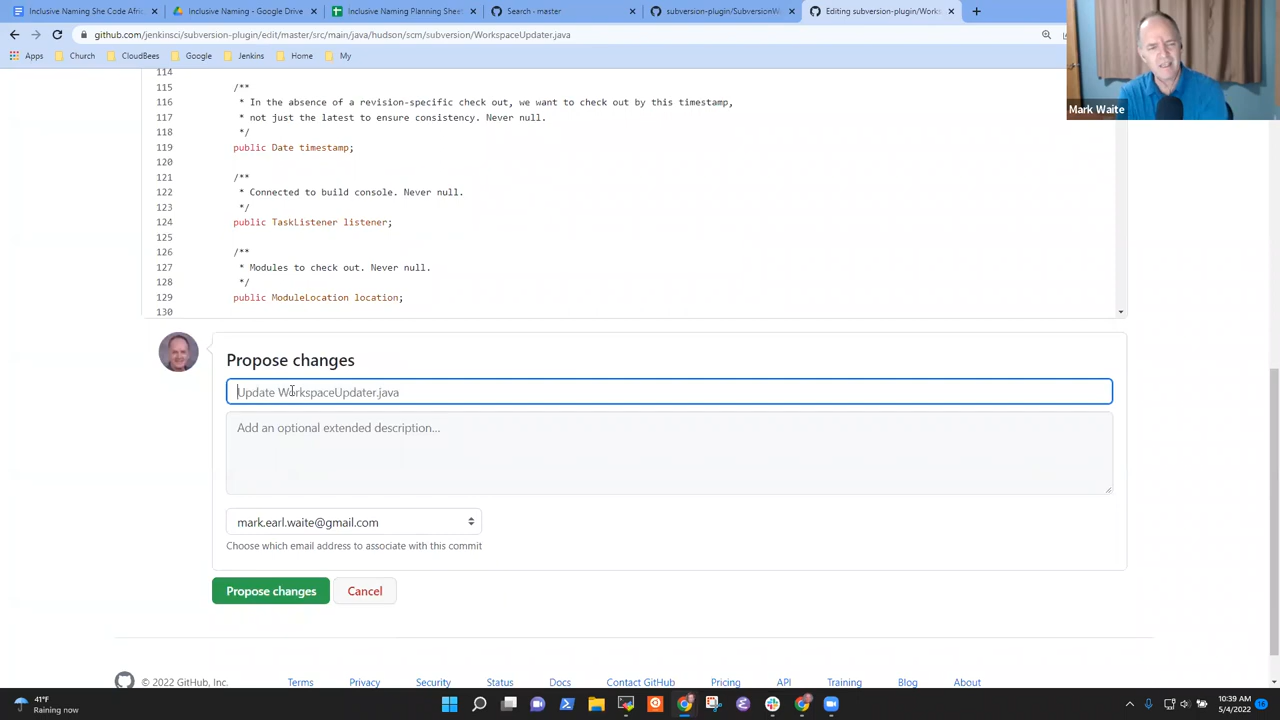 Inclusive Naming She Code Afri
Inclusive Naming - Google Drive
Inclusive Naming Planning Shee
Search - master
subversion-plugin/SubversionW
Editing subversion-plugin/Works
github.com/jenkinsci/subversion-plugin/edit/master/src/main/java/hudson/scm/subversion/WorkspaceUpdater.java
Apps
Church
CloudBees
Google
Jenkins
Home
My
Mark Waite
114
115 /**
116 * In the absence of a revision-specific check out, we want to check out by this timestamp,
117 * not just the latest to ensure consistency. Never null.
118 */
119 public Date timestamp;
120
121 /**
122 * Connected to build console. Never null.
123 */
124 public TaskListener listener;
125
126 /**
127 * Modules to check out. Never null.
128 */
129 public ModuleLocation location;
130
Propose changes
Update WorkspaceUpdater.java
Add an optional extended description...
mark.earl.waite@gmail.com
Choose which email address to associate with this commit
Propose changes
Cancel
© 2022 GitHub, Inc.
Terms
Privacy
Security
Status
Docs
Contact GitHub
Pricing
API
Training
Blog
About
41°F
Raining now
10:39 AM
5/4/2022
16